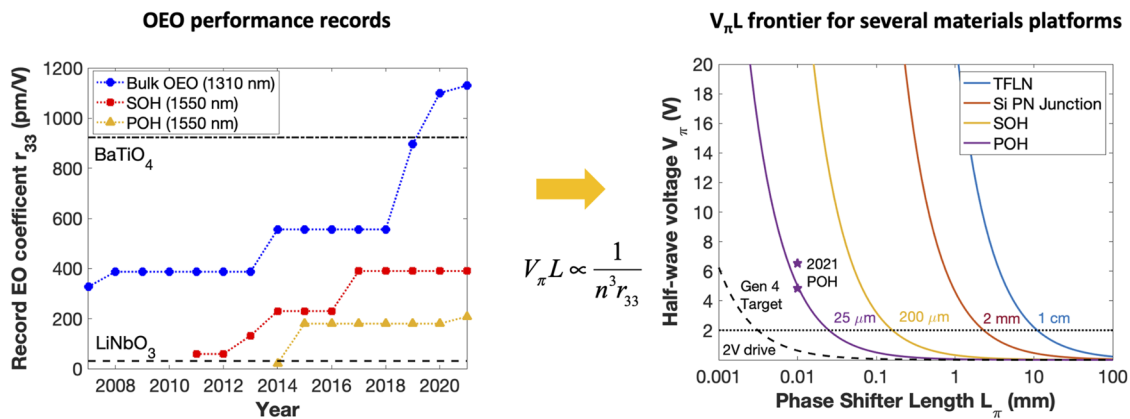 OEO performance records
Record EO coefficent r33 (pm/V)
1200
1000
800
600
400
200
0
Bulk OEO (1310 nm)
SOH (1550 nm)
POH (1550 nm)
BaTiO4
LiNbO3
2008 2010 2012 2014 2016 2018 2020
Year
VπL ∝ 1/n³r33
VπL frontier for several materials platforms
Half-wave voltage Vπ (V)
20
18
16
14
12
10
8
6
4
2
0
TFLN
Si PN Junction
SOH
POH
2021
POH
Gen 4
Target
25 μm
200 μm
2 mm
1 cm
2V drive
0.001 0.01 0.1 1 10 100
Phase Shifter Length Lπ (mm)